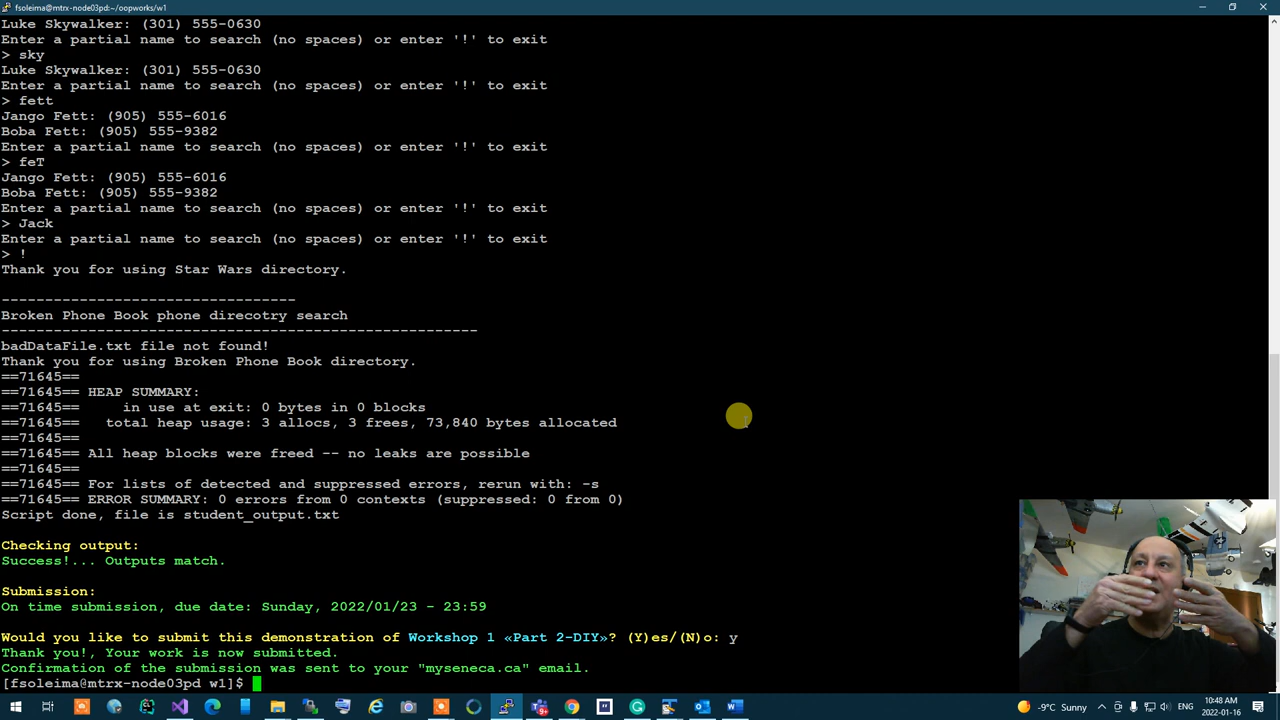 fsoleima@mtrx-node03pd:~/oopworks/w1
Luke Skywalker: (301) 555-0630
Enter a partial name to search (no spaces) or enter '!' to exit
> sky
Luke Skywalker: (301) 555-0630
Enter a partial name to search (no spaces) or enter '!' to exit
> fett
Jango Fett: (905) 555-6016
Boba Fett: (905) 555-9382
Enter a partial name to search (no spaces) or enter '!' to exit
> feT
Jango Fett: (905) 555-6016
Boba Fett: (905) 555-9382
Enter a partial name to search (no spaces) or enter '!' to exit
> Jack
Enter a partial name to search (no spaces) or enter '!' to exit
> !
Thank you for using Star Wars directory.
----------------------------------
Broken Phone Book phone direcotry search
-------------------------------------------------------
badDataFile.txt file not found!
Thank you for using Broken Phone Book directory.
==71645==
==71645== HEAP SUMMARY:
==71645==     in use at exit: 0 bytes in 0 blocks
==71645==   total heap usage: 3 allocs, 3 frees, 73,840 bytes allocated
==71645==
==71645== All heap blocks were freed -- no leaks are possible
==71645==
==71645== For lists of detected and suppressed errors, rerun with: -s
==71645== ERROR SUMMARY: 0 errors from 0 contexts (suppressed: 0 from 0)
Script done, file is student_output.txt
Checking output:
Success!... Outputs match.
Submission:
On time submission, due date: Sunday, 2022/01/23 - 23:59
Would you like to submit this demonstration of Workshop 1 «Part 2-DIY»? (Y)es/(N)o: y
Thank you!, Your work is now submitted.
Confirmation of the submission was sent to your "myseneca.ca" email.
[fsoleima@mtrx-node03pd w1]$
-9°C Sunny
ENG
10:48 AM
2022-01-16